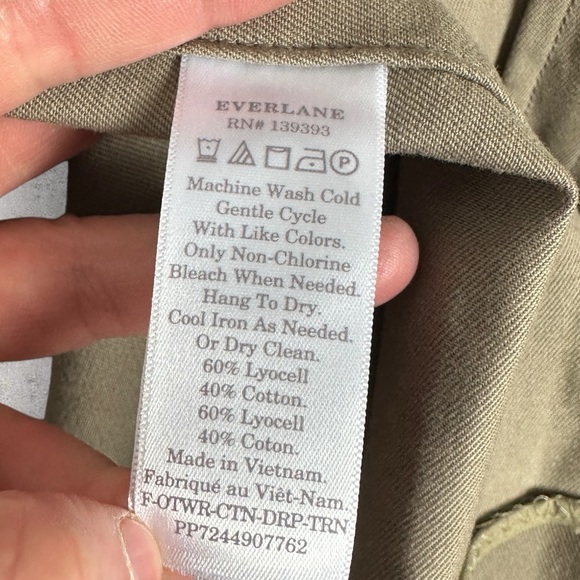 EVERLANE
RN# 139393
P
Machine Wash Cold
Gentle Cycle
With Like Colors.
Only Non-Chlorine
Bleach When Needed.
Hang To Dry.
Cool Iron As Needed.
Or Dry Clean.
60% Lyocell
40% Cotton.
60% Lyocell
40% Coton.
Made in Vietnam.
Fabriqué au Viêt-Nam.
F-OTWR-CTN-DRP-TRN
PP7244907762